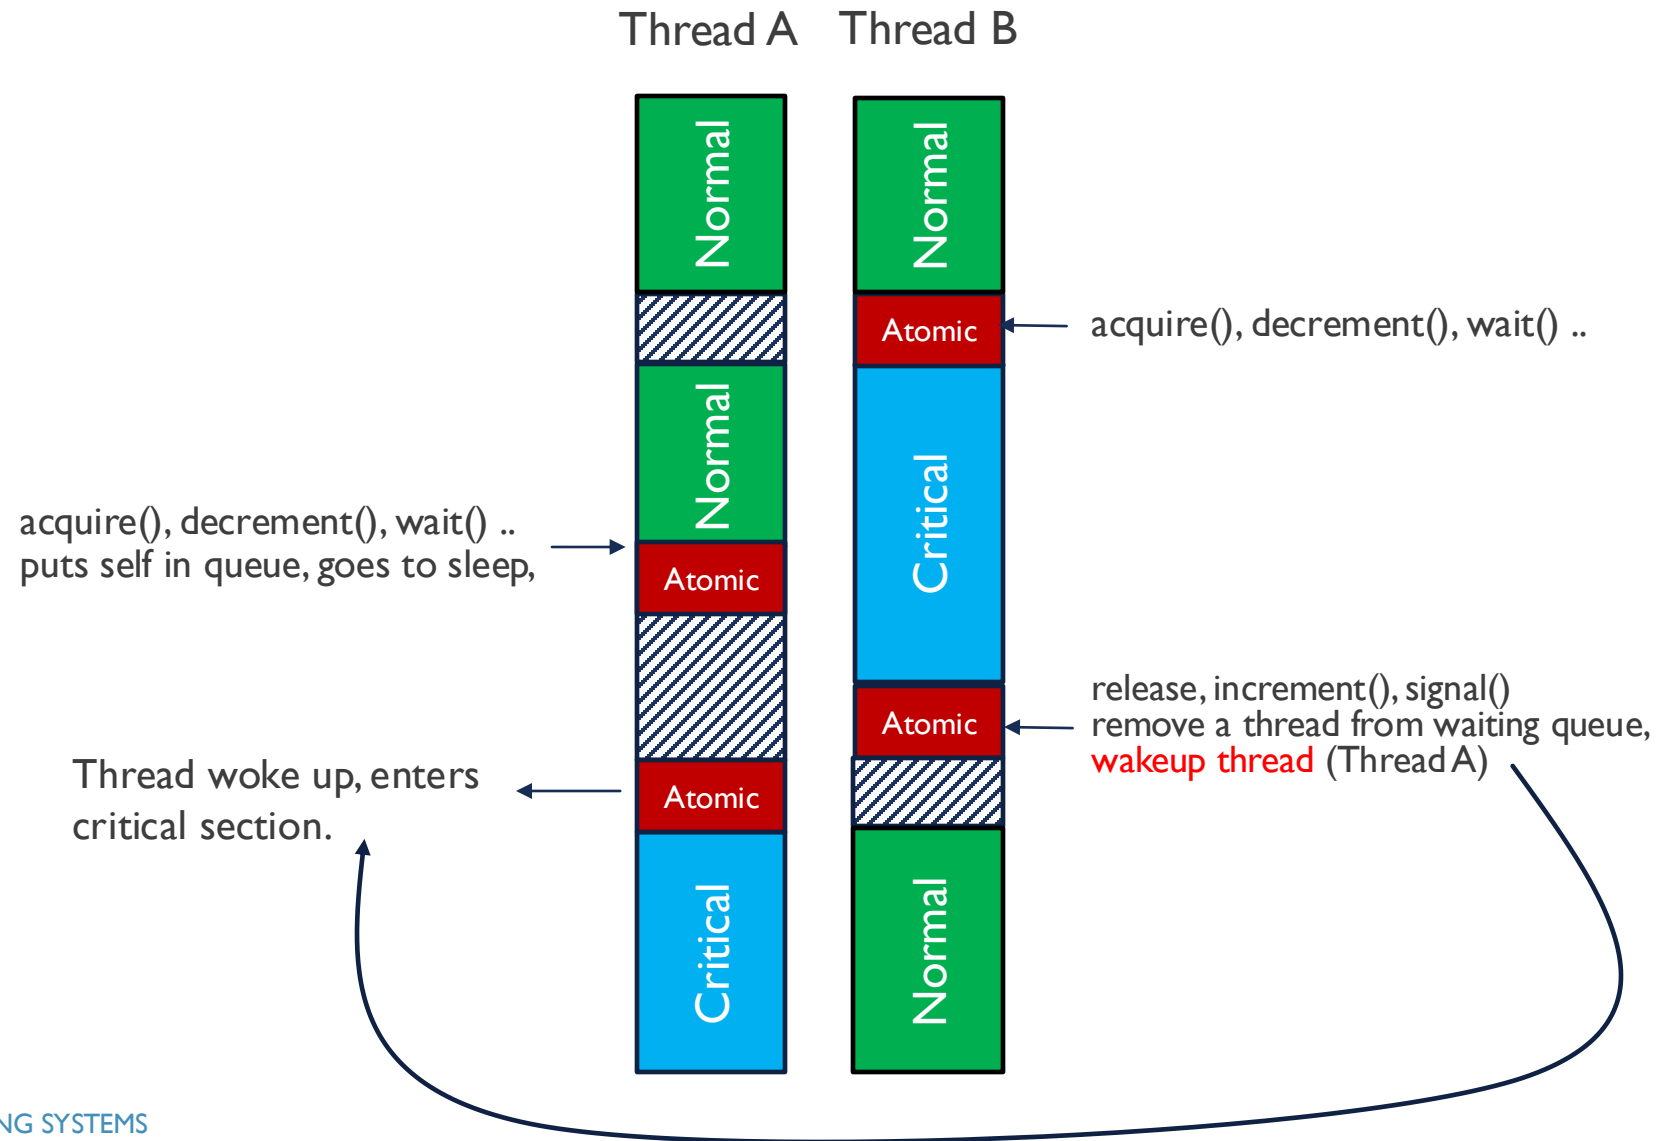 Thread A
Thread B
Normal
Normal
Atomic
acquire(), decrement(), wait() ..
Normal
Critical
acquire(), decrement(), wait() ..
puts self in queue, goes to sleep,
Atomic
release, increment(), signal()
remove a thread from waiting queue,
wakeup thread (Thread A)
Atomic
Thread woke up, enters
critical section.
Atomic
Critical
Normal
NG SYSTEMS